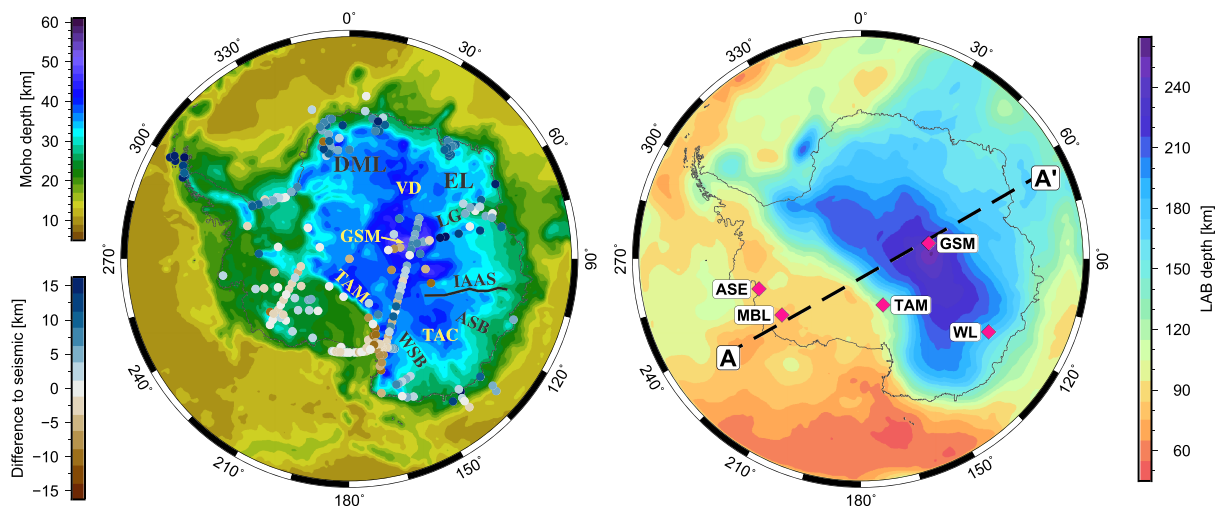 Moho depth [km]
60
50
40
30
20
10
Difference to seismic [km]
15
10
5
0
−5
−10
−15
0°
30°
60°
90°
120°
150°
180°
210°
240°
270°
300°
330°
DML
VD
EL
LG
GSM
TAM
IAAS
ASB
TAC
WSB
0°
30°
60°
90°
120°
150°
180°
210°
240°
270°
300°
330°
A'
GSM
ASE
TAM
MBL
WL
A
LAB depth [km]
240
210
180
150
120
90
60